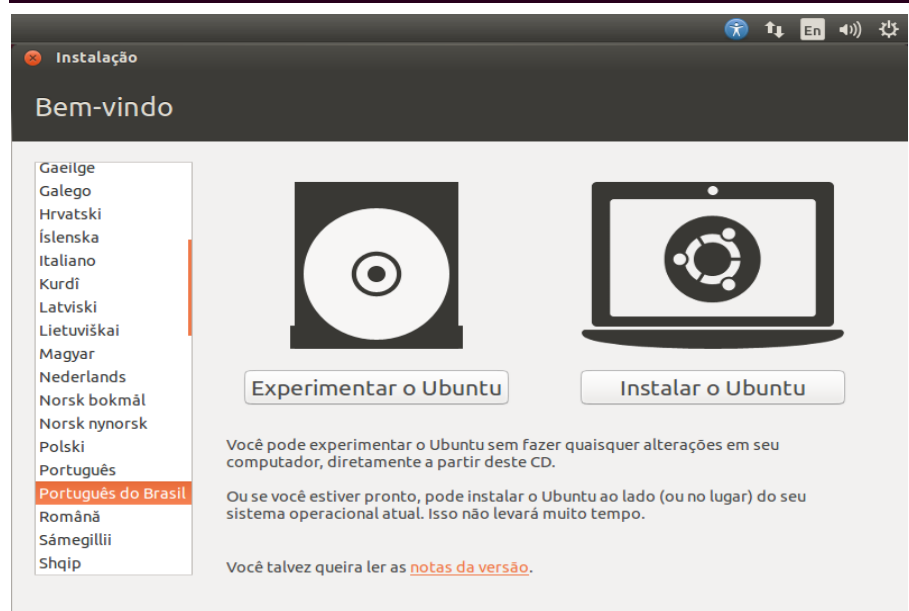 En
Instalação
Bem-vindo
Gaeilge
Galego
Hrvatski
Íslenska
Italiano
Kurdî
Latviski
Lietuviškai
Magyar
Nederlands
Norsk bokmål
Norsk nynorsk
Polski
Português
Português do Brasil
Română
Sámegillii
Shqip
Experimentar o Ubuntu
Instalar o Ubuntu
Você pode experimentar o Ubuntu sem fazer quaisquer alterações em seu
computador, diretamente a partir deste CD.
Ou se você estiver pronto, pode instalar o Ubuntu ao lado (ou no lugar) do seu
sistema operacional atual. Isso não levará muito tempo.
Você talvez queira ler as notas da versão.